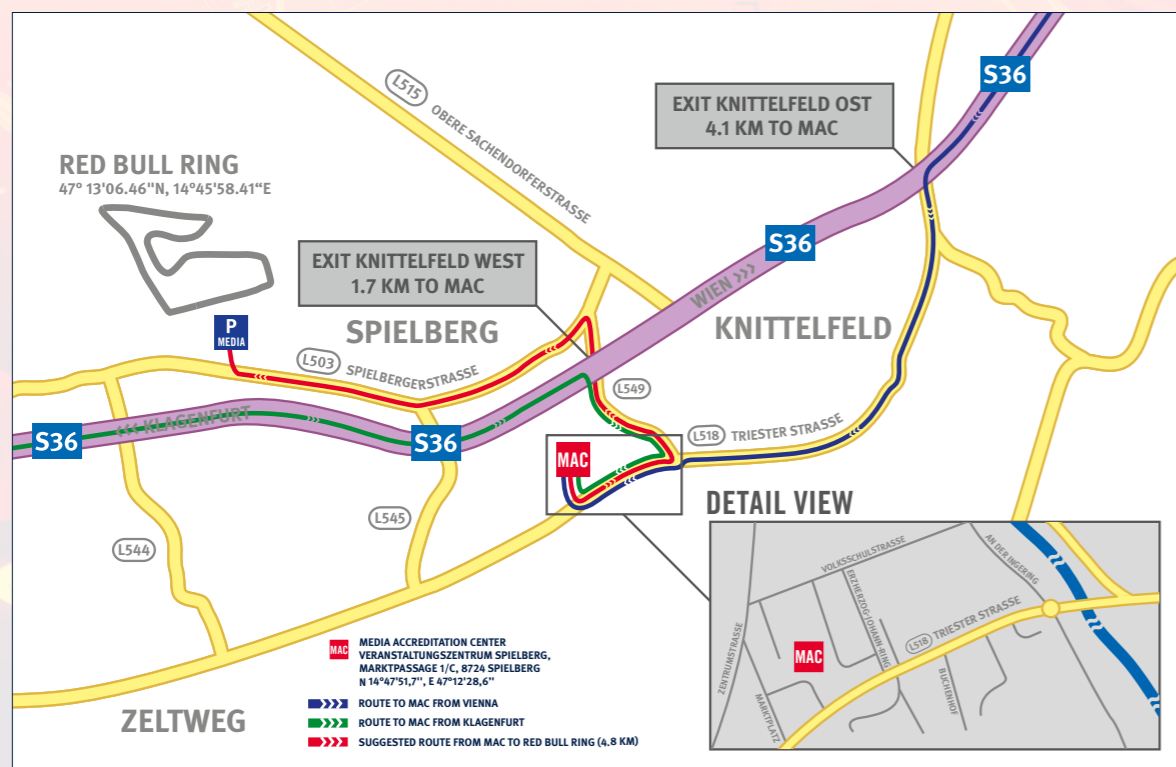 S36
EXIT KNITTELFELD OST
4.1 KM TO MAC
L515
OBERE SACHENDORFERSTRASSE
RED BULL RING
47° 13'06.46"N, 14°45'58.41“E
S36
EXIT KNITTELFELD WEST
1.7 KM TO MAC
WIEN >>>
P
MEDIA
SPIELBERG
KNITTELFELD
L503
SPIELBERGERSTRASSE
L549
<<< KLAGENFURT
S36
S36
L518
TRIESTER STRASSE
MAC
DETAIL VIEW
L545
L544
VOLKSSCHULSTRASSE
AN DER INGERING
ERZHERZOG-JOHANN-RING
L518
TRIESTER STRASSE
ZENTRUMSTRASSE
MAC
BUCHENHOF
MARKTPLATZ
ZELTWEG
MAC
MEDIA ACCREDITATION CENTER
VERANSTALTUNGSZENTRUM SPIELBERG,
MARKTPASSAGE 1/C, 8724 SPIELBERG
N 14°47'51,7'', E 47°12'28,6''
ROUTE TO MAC FROM VIENNA
ROUTE TO MAC FROM KLAGENFURT
SUGGESTED ROUTE FROM MAC TO RED BULL RING (4.8 KM)